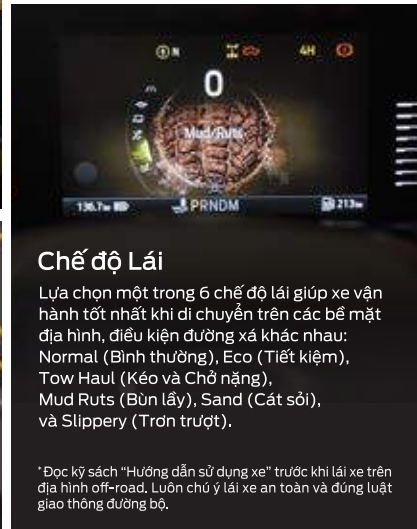 N
4H
0
Mud/Ruts
136.7
PRNDM
213
Chế độ Lái
Lựa chọn một trong 6 chế độ lái giúp xe vận
hành tốt nhất khi di chuyển trên các bề mặt
địa hình, điều kiện đường xá khác nhau:
Normal (Bình thường), Eco (Tiết kiệm),
Tow Haul (Kéo và Chở nặng),
Mud Ruts (Bùn lầy), Sand (Cát sỏi),
và Slippery (Trơn trượt).
*Đọc kỹ sách “Hướng dẫn sử dụng xe” trước khi lái xe trên
địa hình off-road. Luôn chú ý lái xe an toàn và đúng luật
giao thông đường bộ.